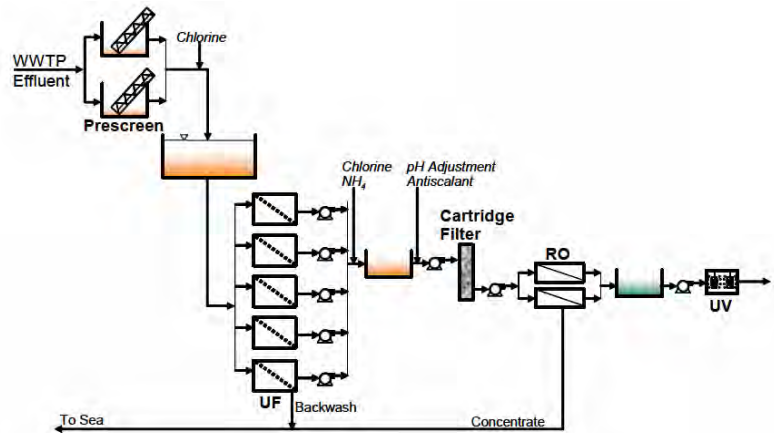 Chlorine
WWTP
Effluent
Prescreen
Chlorine
NH₄
pH Adjustment
Antiscalant
Cartridge
Filter
RO
UV
UF
Backwash
To Sea
Concentrate